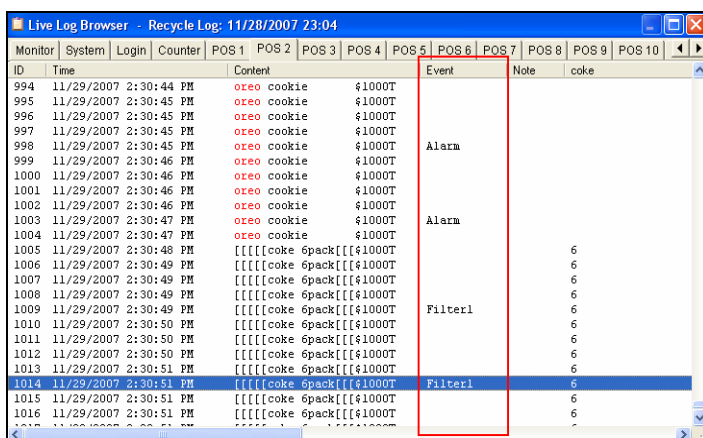 Live Log Browser - Recycle Log: 11/28/2007 23:04
Monitor System Login Counter POS 1 POS 2 POS 3 POS 4 POS 5 POS 6 POS 7 POS 8 POS 9 POS 10
ID Time Content Event Note coke
994 11/29/2007 2:30:44 PM oreo cookie $1000T
995 11/29/2007 2:30:45 PM oreo cookie $1000T
996 11/29/2007 2:30:45 PM oreo cookie $1000T
997 11/29/2007 2:30:45 PM oreo cookie $1000T
998 11/29/2007 2:30:45 PM oreo cookie $1000T Alarm
999 11/29/2007 2:30:46 PM oreo cookie $1000T
1000 11/29/2007 2:30:46 PM oreo cookie $1000T
1001 11/29/2007 2:30:46 PM oreo cookie $1000T
1002 11/29/2007 2:30:46 PM oreo cookie $1000T
1003 11/29/2007 2:30:47 PM oreo cookie $1000T Alarm
1004 11/29/2007 2:30:47 PM oreo cookie $1000T
1005 11/29/2007 2:30:48 PM [[[[[coke 6pack[[[$1000T 6
1006 11/29/2007 2:30:49 PM [[[[[coke 6pack[[[$1000T 6
1007 11/29/2007 2:30:49 PM [[[[[coke 6pack[[[$1000T 6
1008 11/29/2007 2:30:49 PM [[[[[coke 6pack[[[$1000T 6
1009 11/29/2007 2:30:49 PM [[[[[coke 6pack[[[$1000T Filter1 6
1010 11/29/2007 2:30:50 PM [[[[[coke 6pack[[[$1000T 6
1011 11/29/2007 2:30:50 PM [[[[[coke 6pack[[[$1000T 6
1012 11/29/2007 2:30:50 PM [[[[[coke 6pack[[[$1000T 6
1013 11/29/2007 2:30:51 PM [[[[[coke 6pack[[[$1000T 6
1014 11/29/2007 2:30:51 PM [[[[[coke 6pack[[[$1000T Filter1 6
1015 11/29/2007 2:30:51 PM [[[[[coke 6pack[[[$1000T 6
1016 11/29/2007 2:30:51 PM [[[[[coke 6pack[[[$1000T 6